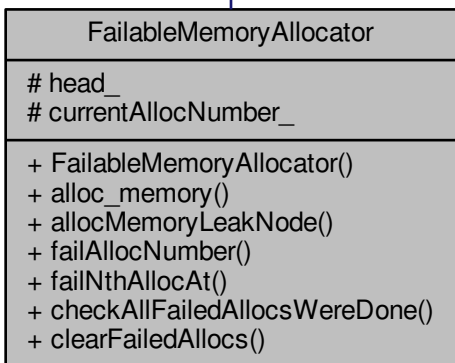 FailableMemoryAllocator
# head_
# currentAllocNumber_
+ FailableMemoryAllocator()
+ alloc_memory()
+ allocMemoryLeakNode()
+ failAllocNumber()
+ failNthAllocAt()
+ checkAllFailedAllocsWereDone()
+ clearFailedAllocs()